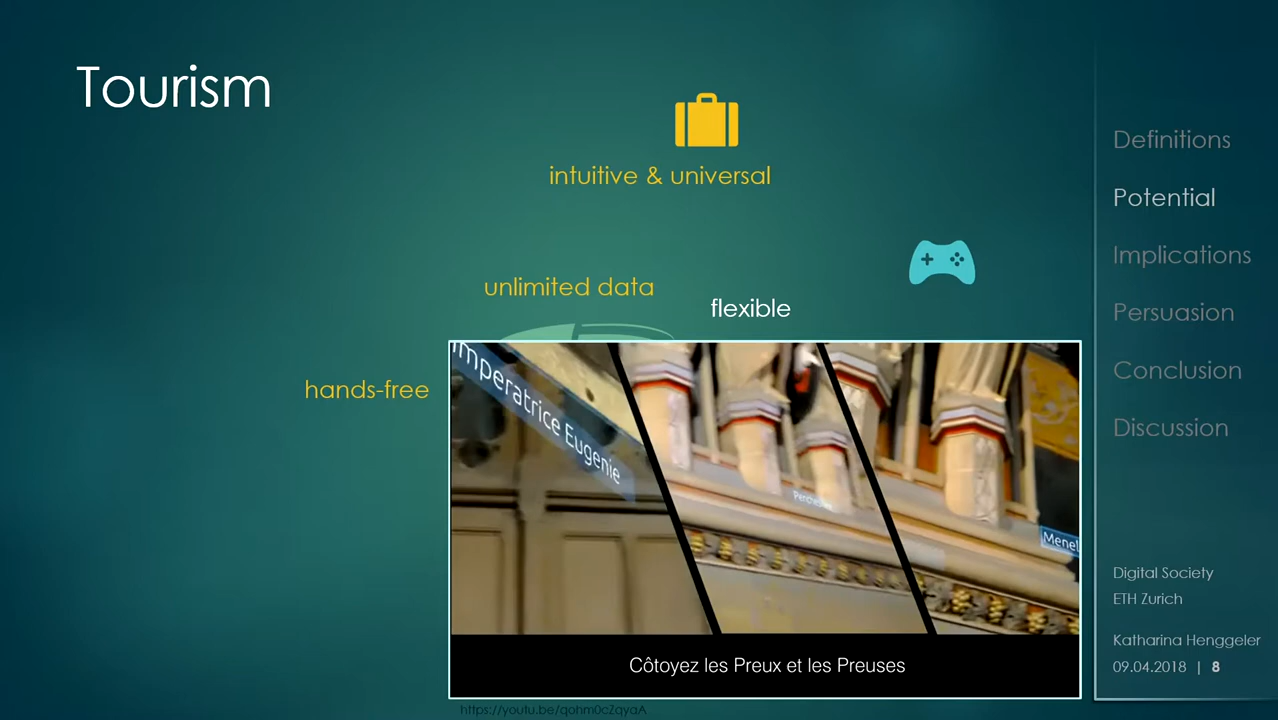 Tourism
intuitive & universal
unlimited data
flexible
hands-free
Imperatrice Eugenie
Menel
Côtoyez les Preux et les Preuses
https://youtu.be/qohm0cZqyaA
Definitions
Potential
Implications
Persuasion
Conclusion
Discussion
Digital Society
ETH Zurich
Katharina Henggeler
09.04.2018 | 8